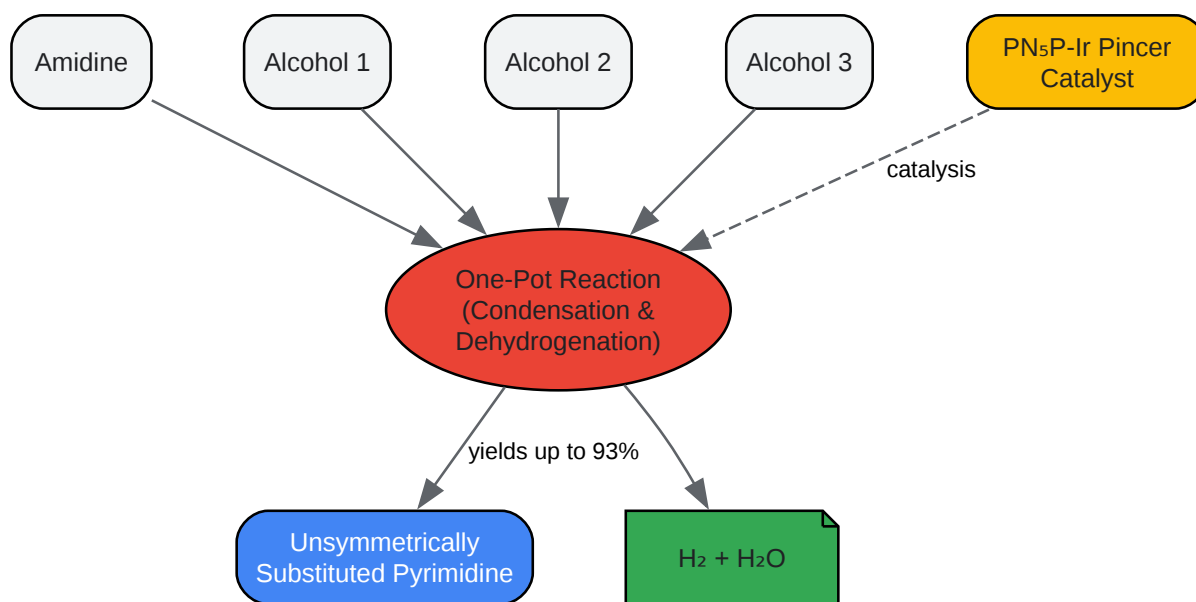 Amidine
Alcohol 1
Alcohol 2
Alcohol 3
PN₅P-Ir Pincer
Catalyst
catalysis
One-Pot Reaction
(Condensation &
Dehydrogenation)
yields up to 93%
Unsymmetrically
Substituted Pyrimidine
H₂ + H₂O